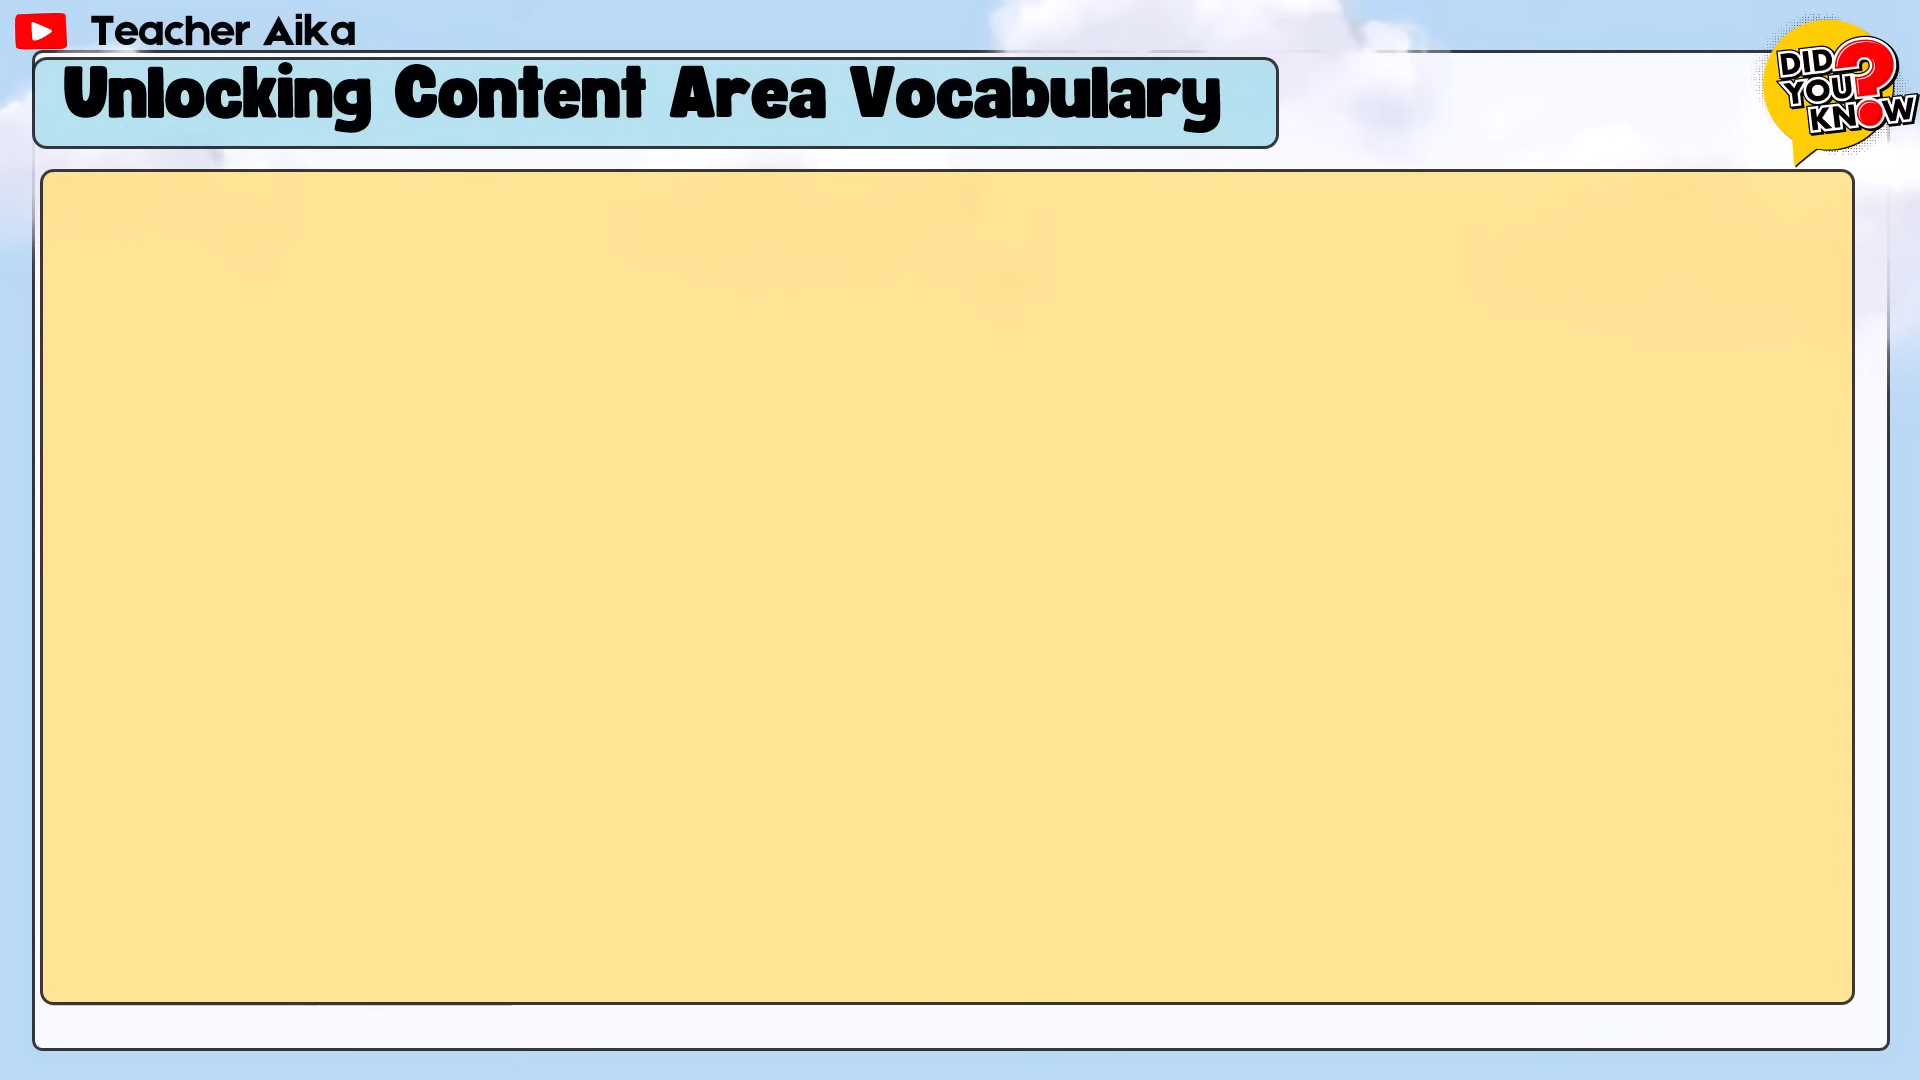 Teacher Aika
Unlocking Content Area Vocabulary
DID
YOU
KNOW
?